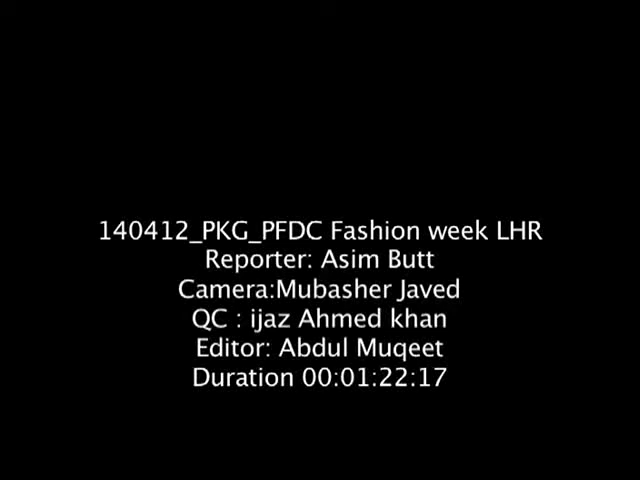 140412_PKG_PFDC Fashion week LHR
Reporter: Asim Butt
Camera:Mubasher Javed
QC : ijaz Ahmed khan
Editor: Abdul Muqeet
Duration 00:01:22:17